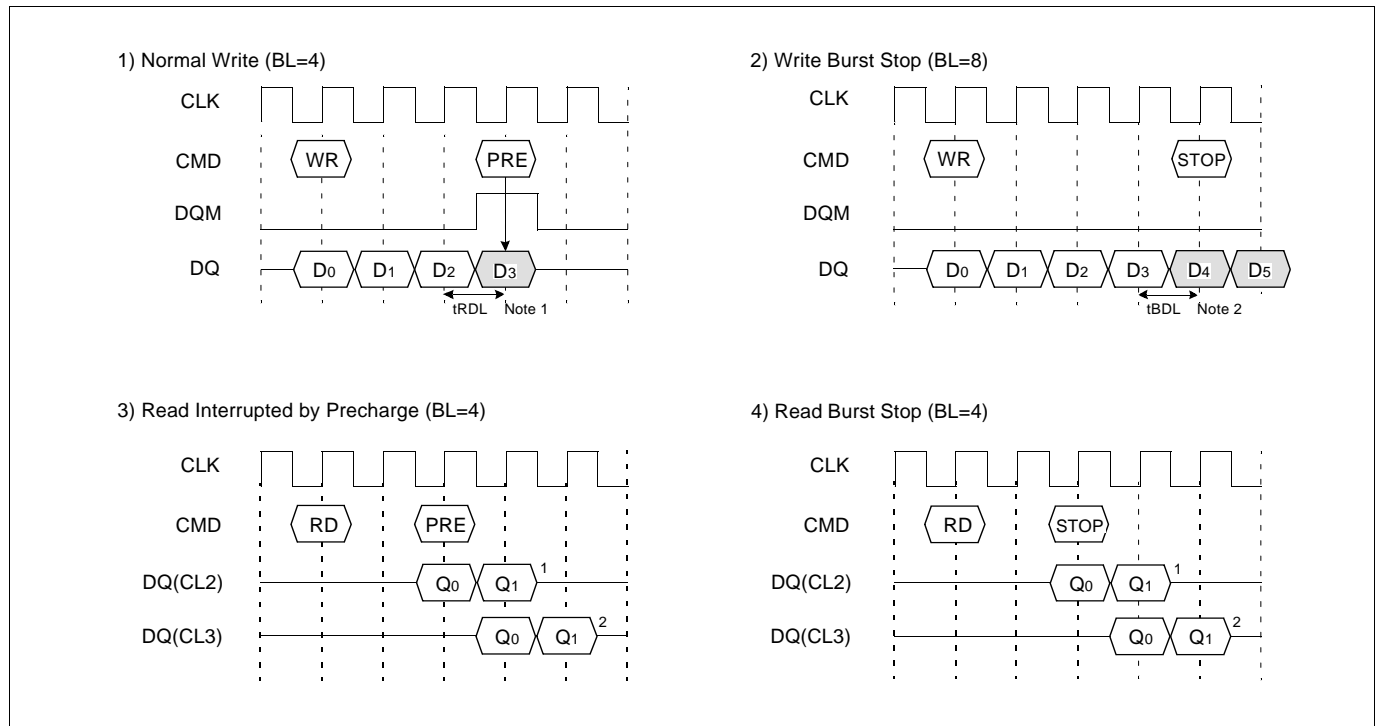 1) Normal Write (BL=4)
CLK
CMD
WR
PRE
DQM
DQ
D0
D1
D2
D3
tRDL
Note 1
2) Write Burst Stop (BL=8)
CLK
CMD
WR
STOP
DQM
DQ
D0
D1
D2
D3
D4
D5
tBDL
Note 2
3) Read Interrupted by Precharge (BL=4)
CLK
CMD
RD
PRE
DQ(CL2)
Q0
Q1
1
DQ(CL3)
Q0
Q1
2
4) Read Burst Stop (BL=4)
CLK
CMD
RD
STOP
DQ(CL2)
Q0
Q1
1
DQ(CL3)
Q0
Q1
2